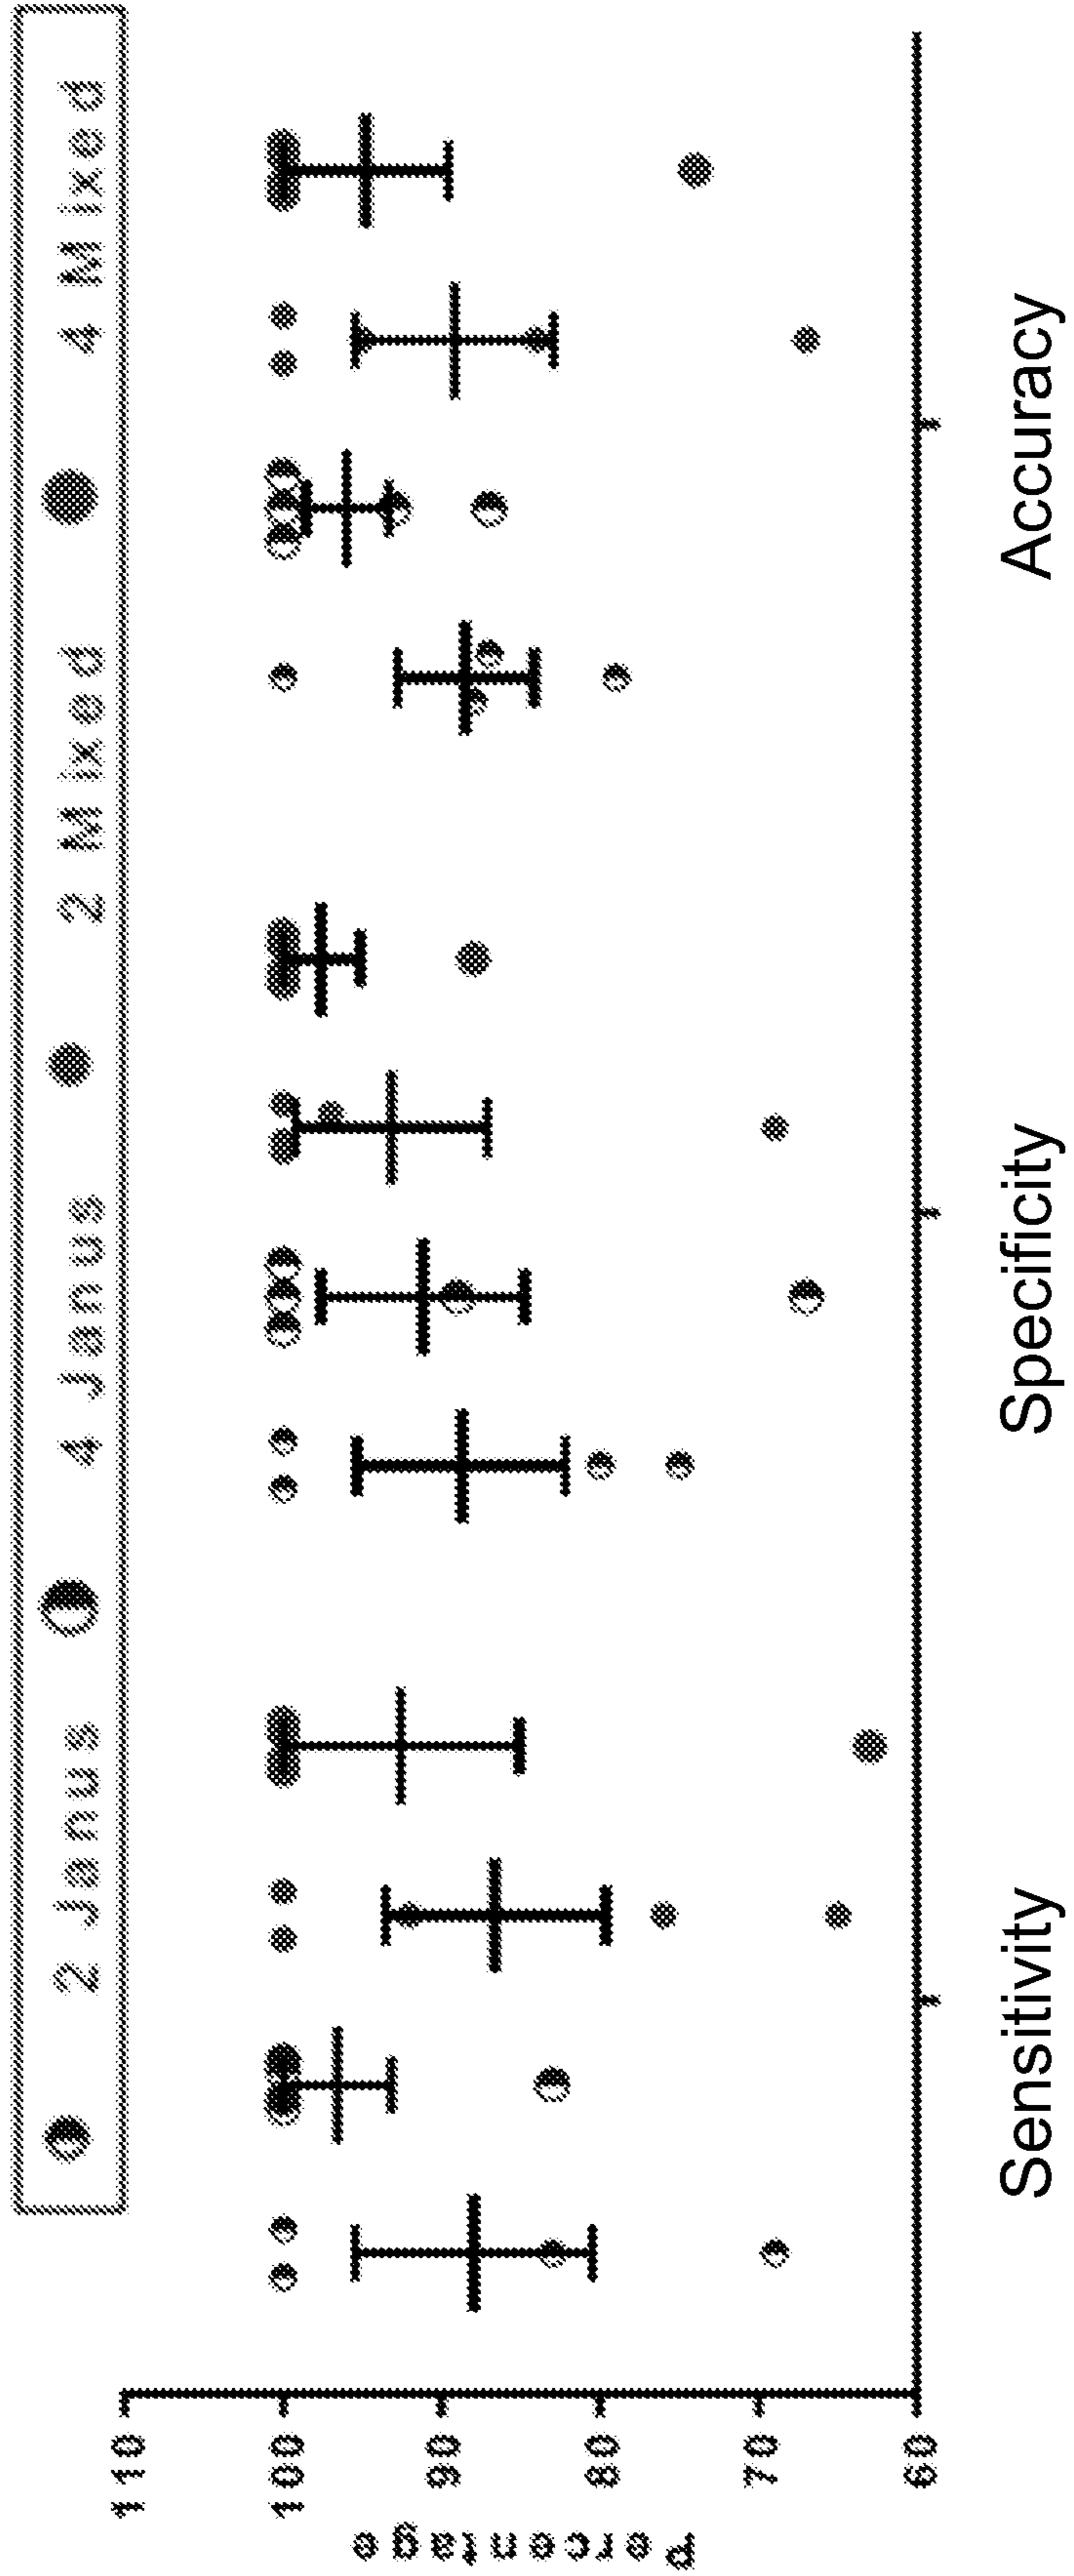 2 Janus 4 Janus 2 Mixed 4 Mixed
110
100
90
80
70
60
Percentage
Sensitivity Specificity Accuracy